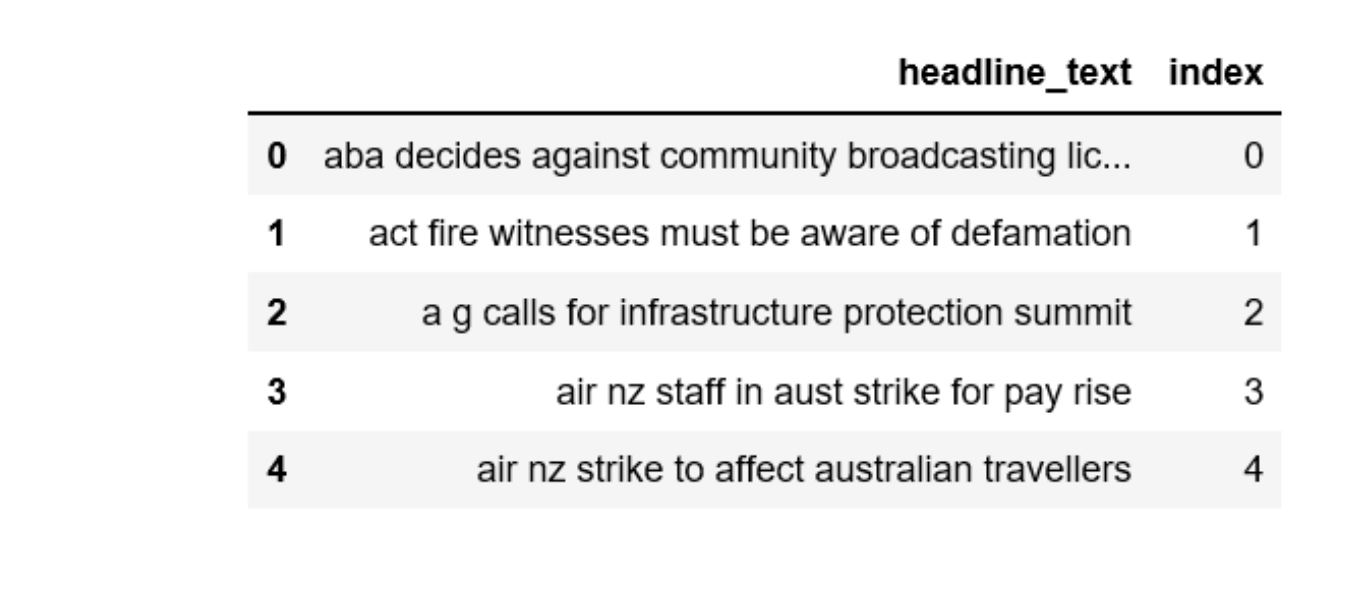 headline_text index
0 aba decides against community broadcasting lic... 0
1 act fire witnesses must be aware of defamation 1
2 a g calls for infrastructure protection summit 2
3 air nz staff in aust strike for pay rise 3
4 air nz strike to affect australian travellers 4